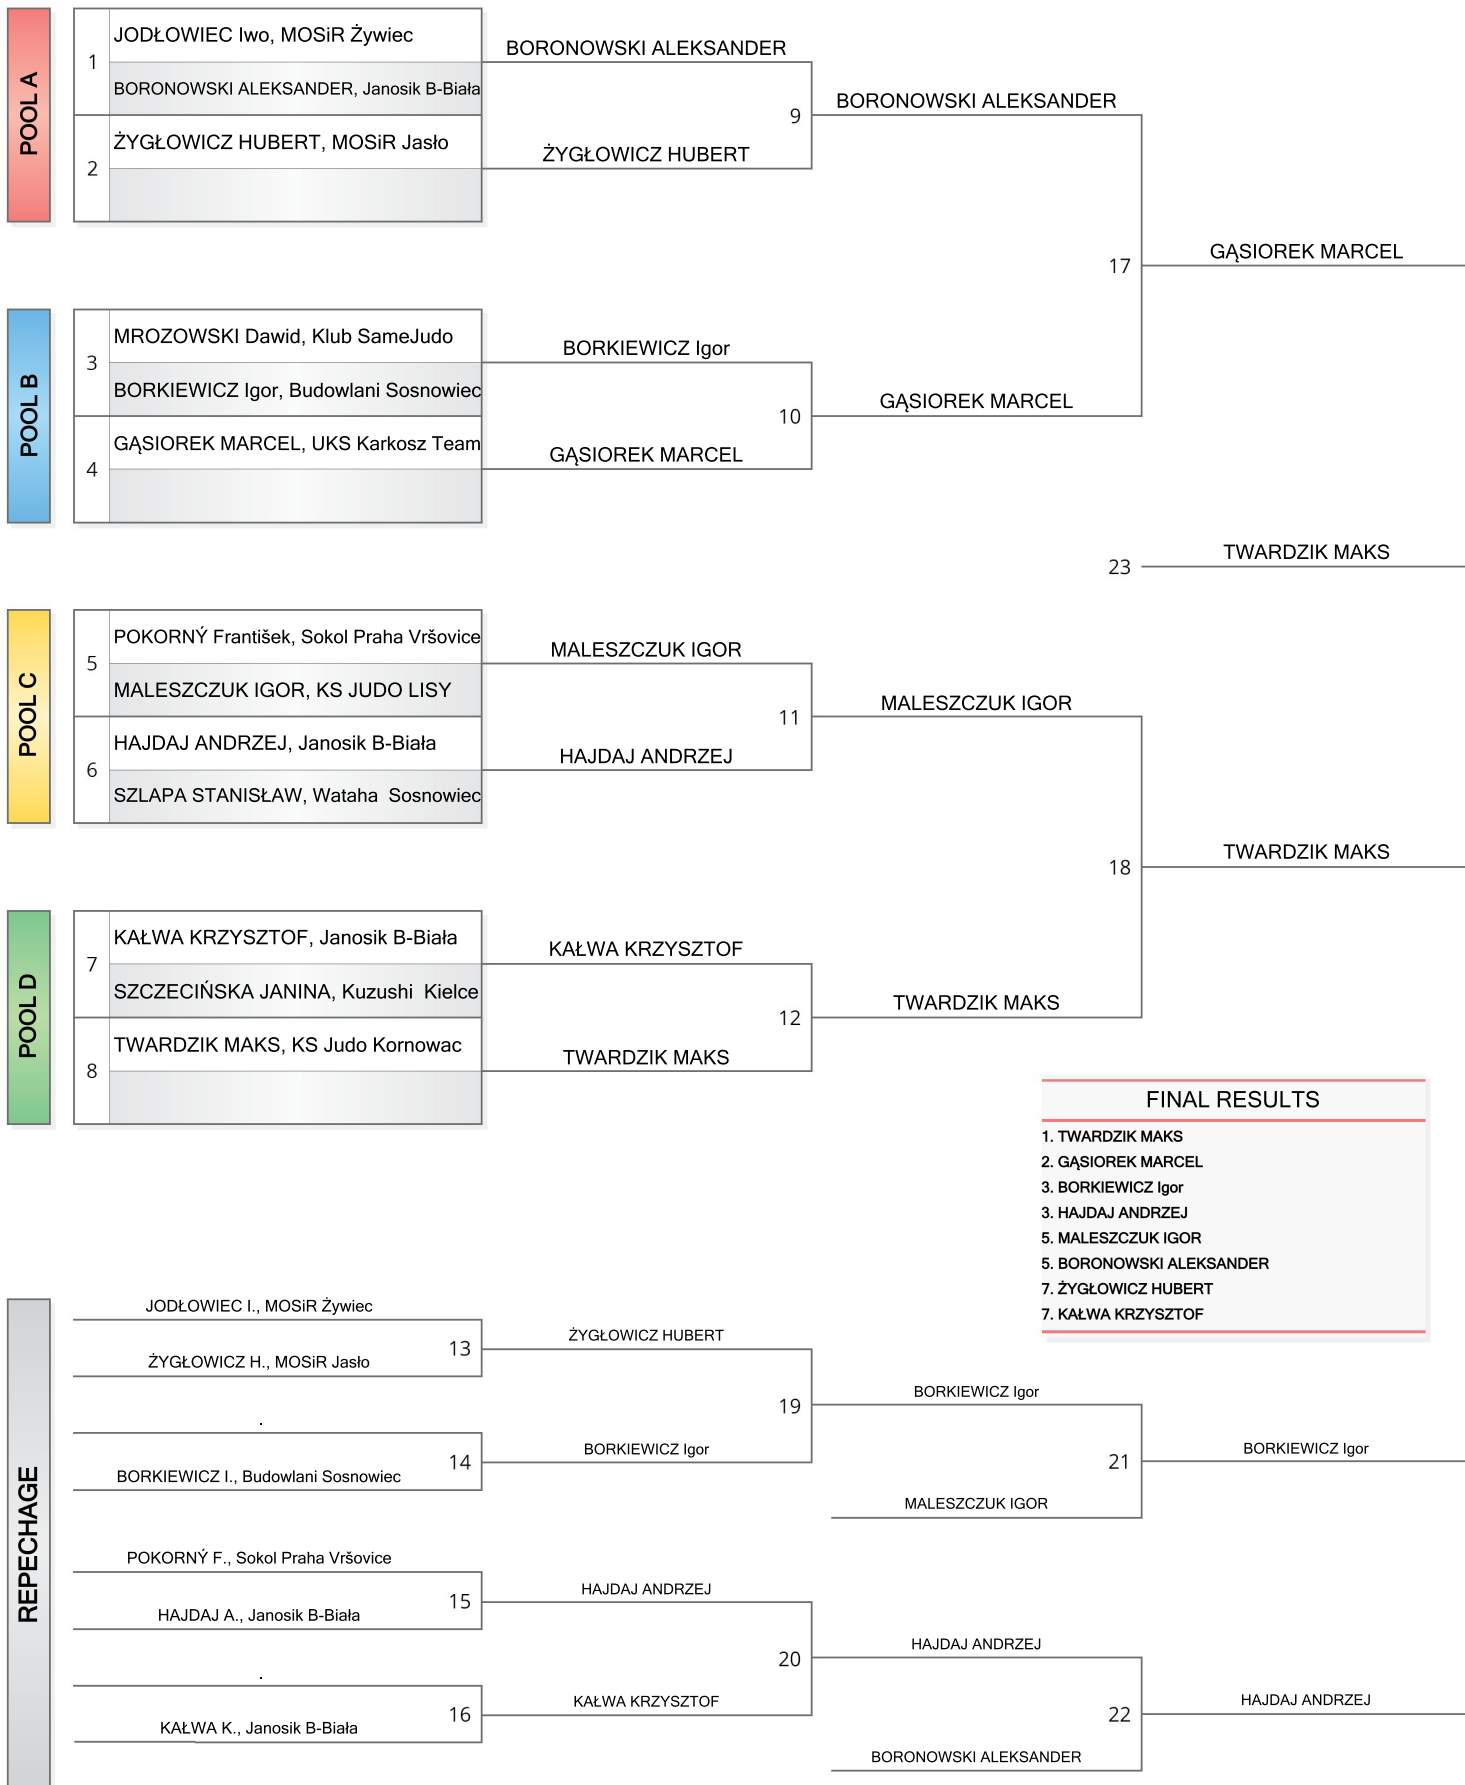 POOL A
1
JODŁOWIEC Iwo, MOSiR Żywiec
BORONOWSKI ALEKSANDER, Janosik B-Biała
2
ŻYGŁOWICZ HUBERT, MOSiR Jasło
BORONOWSKI ALEKSANDER
ŻYGŁOWICZ HUBERT
9
BORONOWSKI ALEKSANDER
17
GĄSIOREK MARCEL
POOL B
3
MROZOWSKI Dawid, Klub SameJudo
BORKIEWICZ Igor, Budowlani Sosnowiec
4
GĄSIOREK MARCEL, UKS Karkosz Team
BORKIEWICZ Igor
GĄSIOREK MARCEL
10
GĄSIOREK MARCEL
23
TWARDZIK MAKS
POOL C
5
POKORNÝ František, Sokol Praha Vršovice
MALESZCZUK IGOR, KS JUDO LISY
6
HAJDAJ ANDRZEJ, Janosik B-Biała
SZLAPA STANISŁAW, Wataha  Sosnowiec
MALESZCZUK IGOR
HAJDAJ ANDRZEJ
11
MALESZCZUK IGOR
18
TWARDZIK MAKS
POOL D
7
KAŁWA KRZYSZTOF, Janosik B-Biała
SZCZECIŃSKA JANINA, Kuzushi  Kielce
8
TWARDZIK MAKS, KS Judo Kornowac
KAŁWA KRZYSZTOF
TWARDZIK MAKS
12
TWARDZIK MAKS
FINAL RESULTS
1. TWARDZIK MAKS
2. GĄSIOREK MARCEL
3. BORKIEWICZ Igor
3. HAJDAJ ANDRZEJ
5. MALESZCZUK IGOR
5. BORONOWSKI ALEKSANDER
7. ŻYGŁOWICZ HUBERT
7. KAŁWA KRZYSZTOF
REPECHAGE
JODŁOWIEC I., MOSiR Żywiec
ŻYGŁOWICZ H., MOSiR Jasło
13
ŻYGŁOWICZ HUBERT
.
BORKIEWICZ I., Budowlani Sosnowiec
14
BORKIEWICZ Igor
19
BORKIEWICZ Igor
MALESZCZUK IGOR
21
BORKIEWICZ Igor
POKORNÝ F., Sokol Praha Vršovice
HAJDAJ A., Janosik B-Biała
15
HAJDAJ ANDRZEJ
.
KAŁWA K., Janosik B-Biała
16
KAŁWA KRZYSZTOF
20
HAJDAJ ANDRZEJ
BORONOWSKI ALEKSANDER
22
HAJDAJ ANDRZEJ